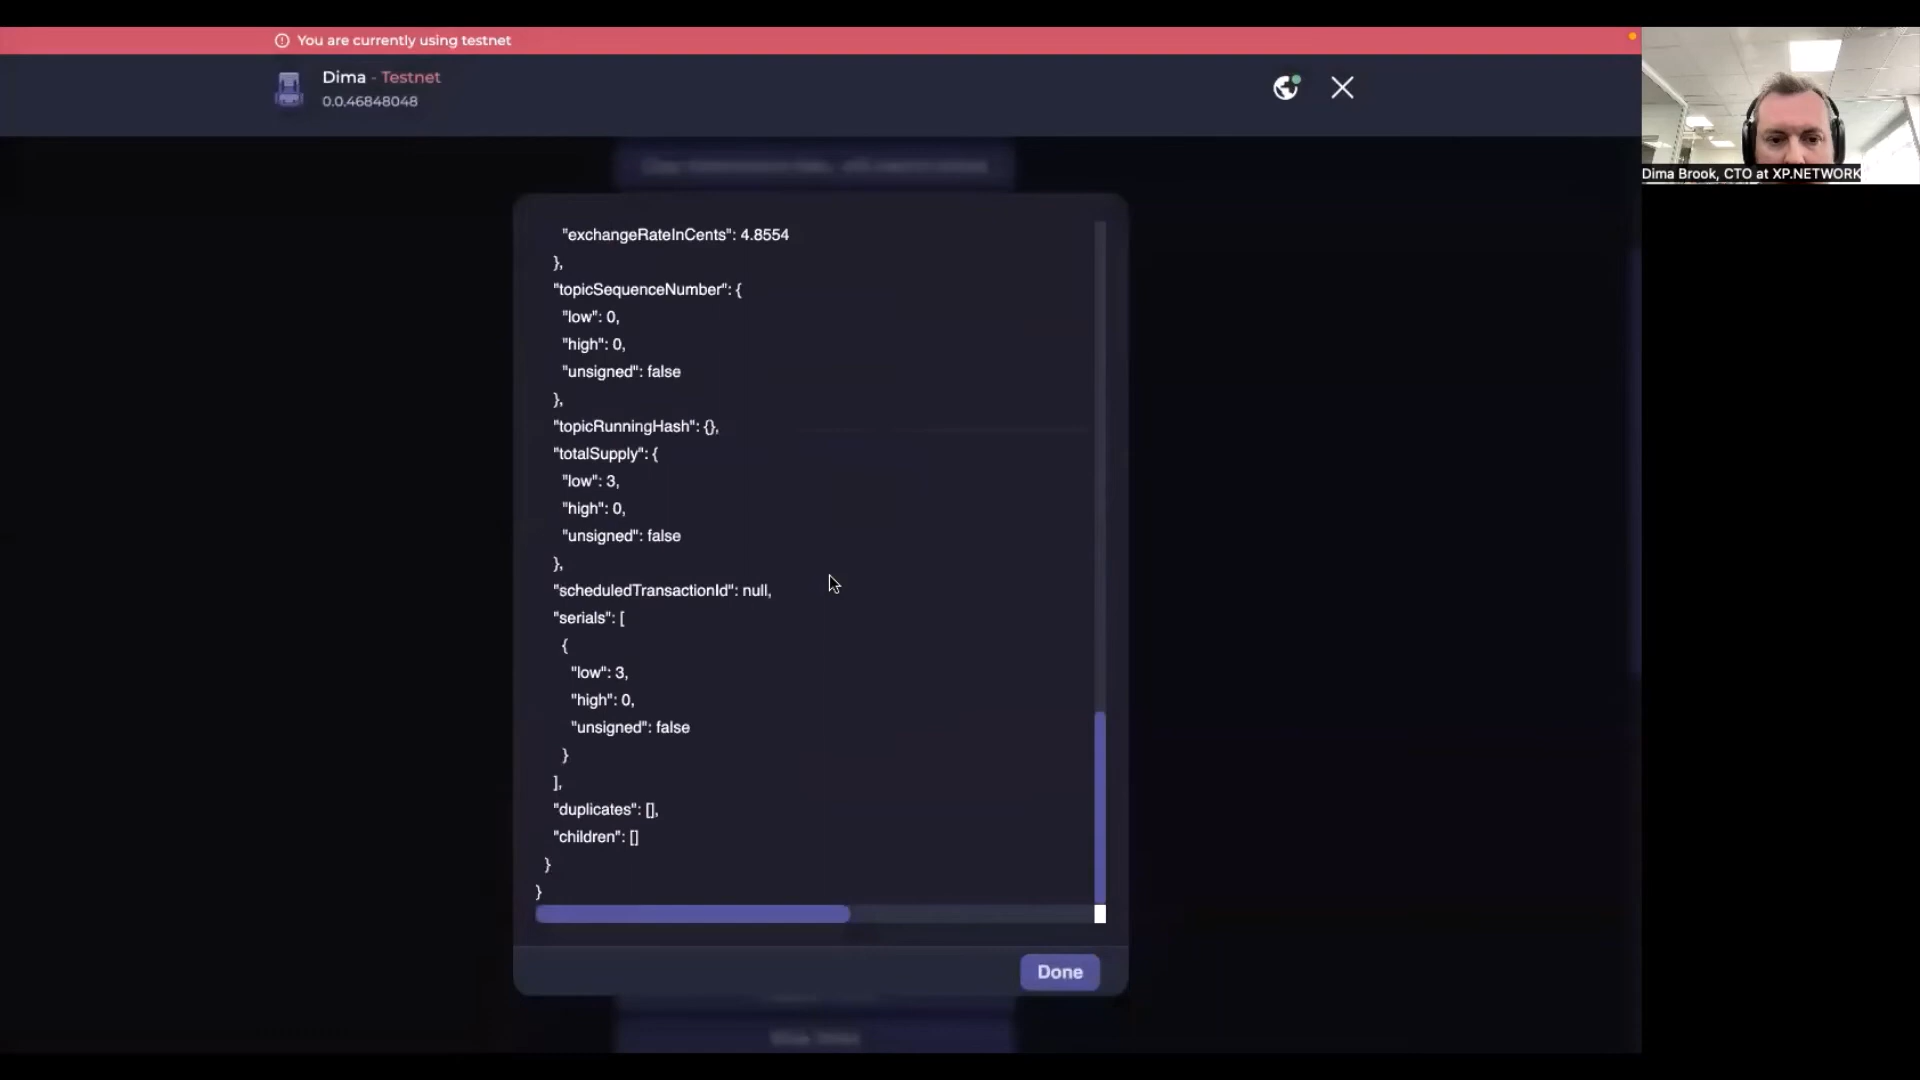 You are currently using testnet
Dima - Testnet
0.0.46848048
Dima Brook, CTO at XP.NETWORK
"exchangeRateInCents": 4.8554
},
"topicSequenceNumber": {
"low": 0,
"high": 0,
"unsigned": false
},
"topicRunningHash": {},
"totalSupply": {
"low": 3,
"high": 0,
"unsigned": false
},
"scheduledTransactionId": null,
"serials": [
{
"low": 3,
"high": 0,
"unsigned": false
}
],
"duplicates": [],
"children": []
}
}
Done